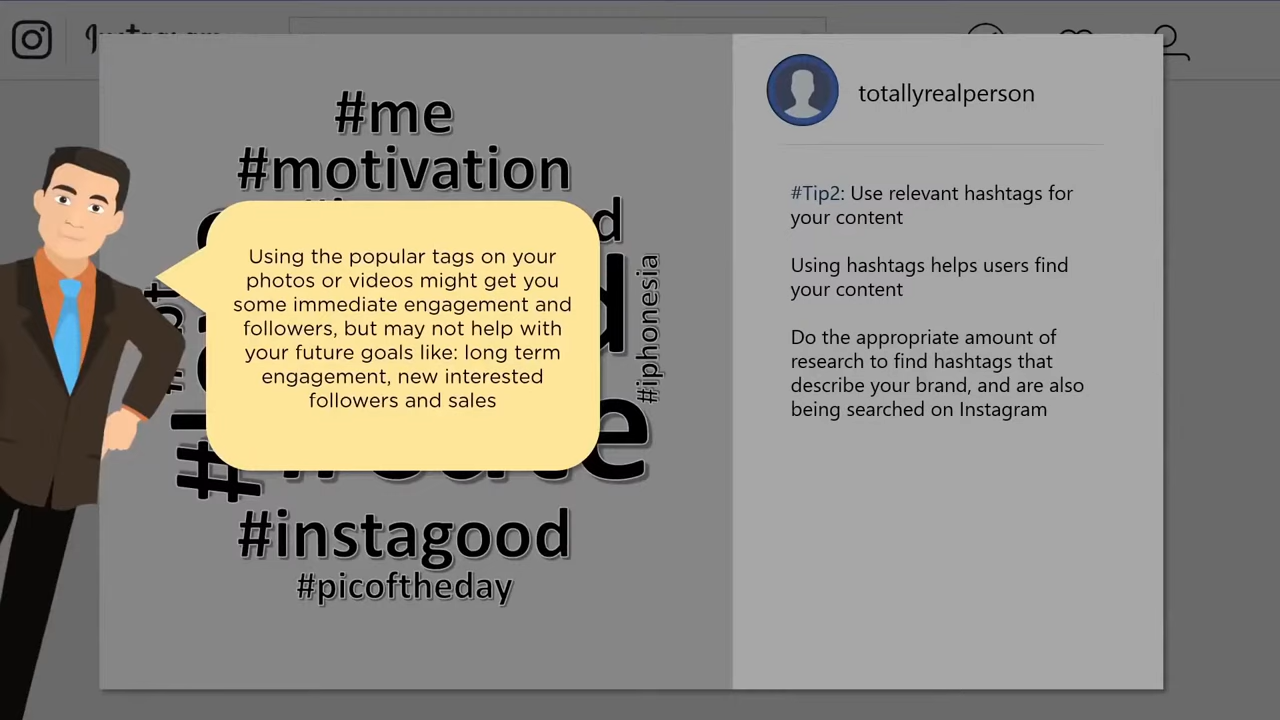 Instagram
#me
#motivation
Using the popular tags on your
photos or videos might get you
some immediate engagement and
followers, but may not help with
your future goals like: long term
engagement, new interested
followers and sales
#iphonesia
#instagood
#picoftheday
totallyrealperson
#Tip2: Use relevant hashtags for
your content
Using hashtags helps users find
your content
Do the appropriate amount of
research to find hashtags that
describe your brand, and are also
being searched on Instagram